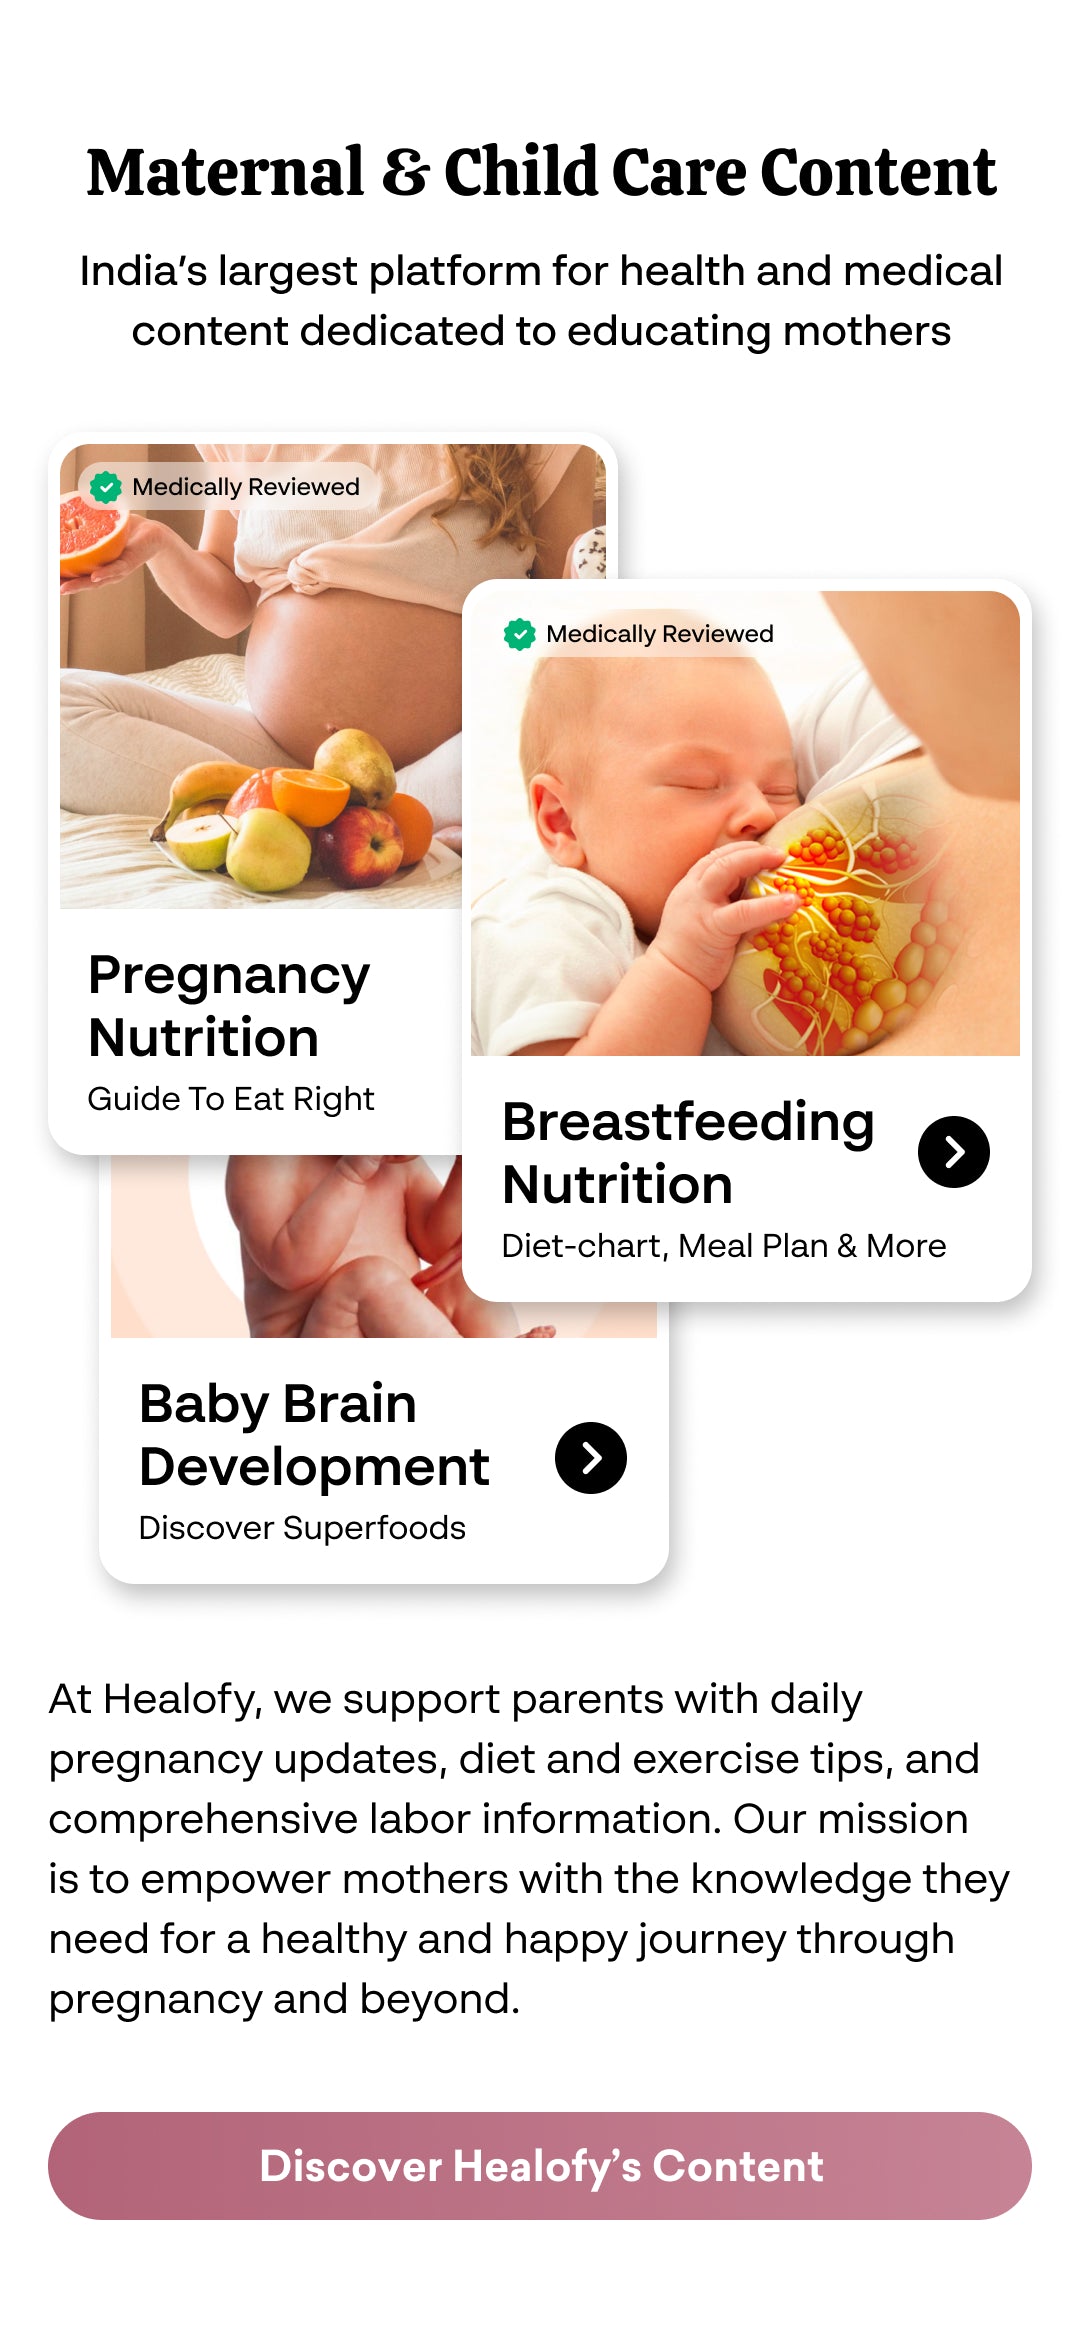 Maternal & Child Care Content
India’s largest platform for health and medical
content dedicated to educating mothers
Medically Reviewed
Pregnancy
Nutrition
Guide To Eat Right
Medically Reviewed
Breastfeeding
Nutrition
Diet-chart, Meal Plan & More
Baby Brain
Development
Discover Superfoods
At Healofy, we support parents with daily
pregnancy updates, diet and exercise tips, and
comprehensive labor information. Our mission
is to empower mothers with the knowledge they
need for a healthy and happy journey through
pregnancy and beyond.
Discover Healofy’s Content